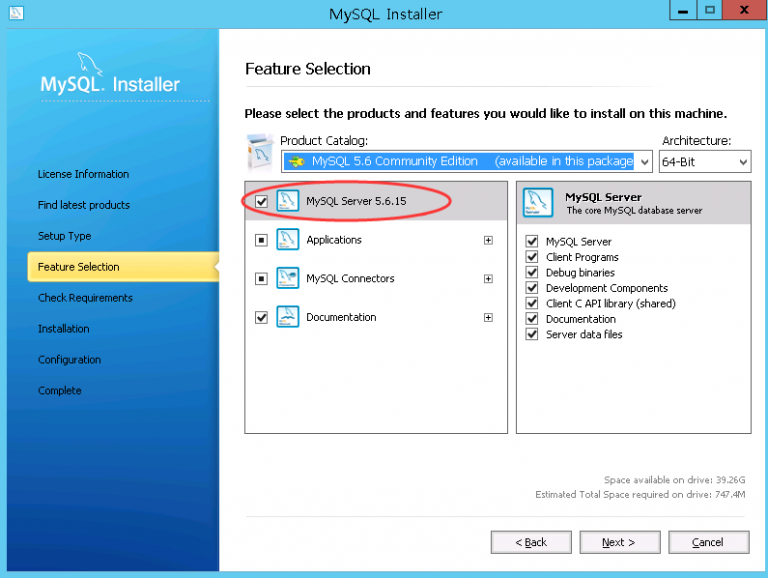 MySQL Installer
MySQL. Installer
License Information
Find latest products
Setup Type
Feature Selection
Check Requirements
Installation
Configuration
Complete
Feature Selection
Please select the products and features you would like to install on this machine.
Product Catalog:
Architecture:
MySQL 5.6 Community Edition (available in this package
64-Bit
MySQL Server 5.6.15
Applications
MySQL Connectors
Documentation
MySQL Server
The core MySQL database server
MySQL Server
Client Programs
Debug binaries
Development Components
Client C API library (shared)
Documentation
Server data files
Space available on drive: 39.26G
Estimated Total Space required on drive: 747.4M
< Back
Next >
Cancel